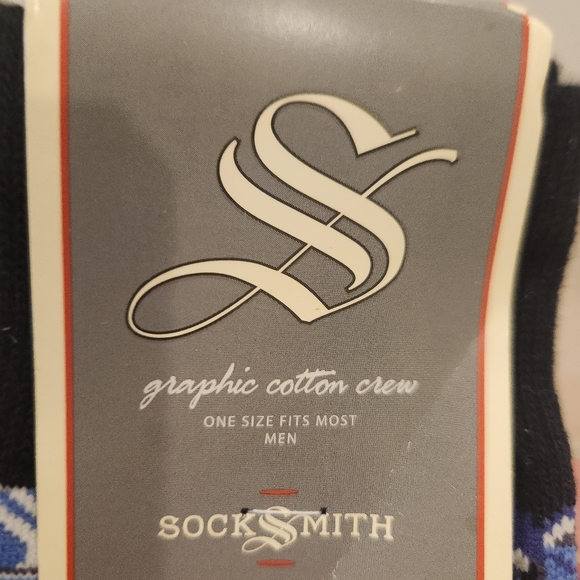 S
graphic cotton crew
ONE SIZE FITS MOST
MEN
SOCKSMITH